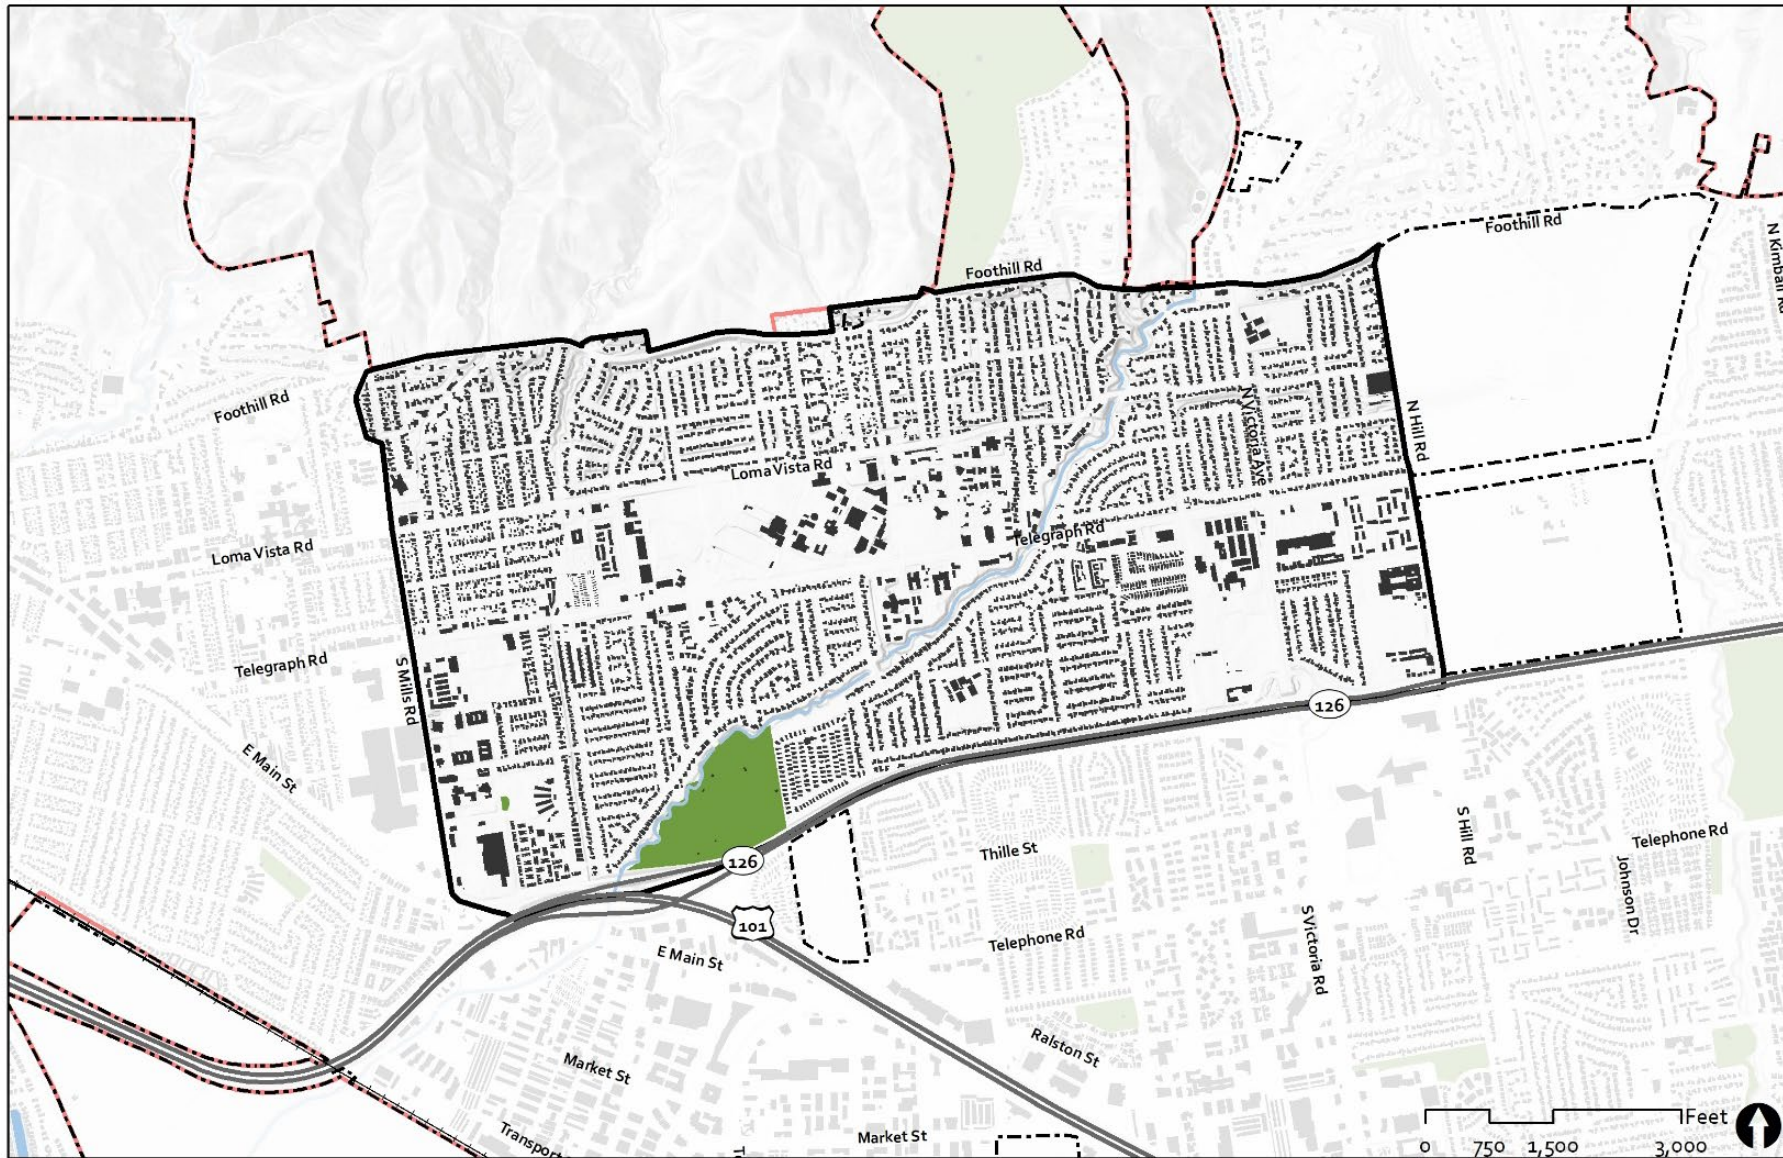 Foothill Rd
N Kimball Rd
Foothill Rd
Foothill Rd
N Victoria Ave
N Hill Rd
Loma Vista Rd
Telegraph Rd
Loma Vista Rd
Telegraph Rd
S Mills Rd
126
E Main St
S Hill Rd
Telephone Rd
Thille St
126
Johnson Dr
101
S Victoria Rd
Telephone Rd
E Main St
Ralston St
Market St
Feet
0 750 1,500 3,000
Market St
Transport